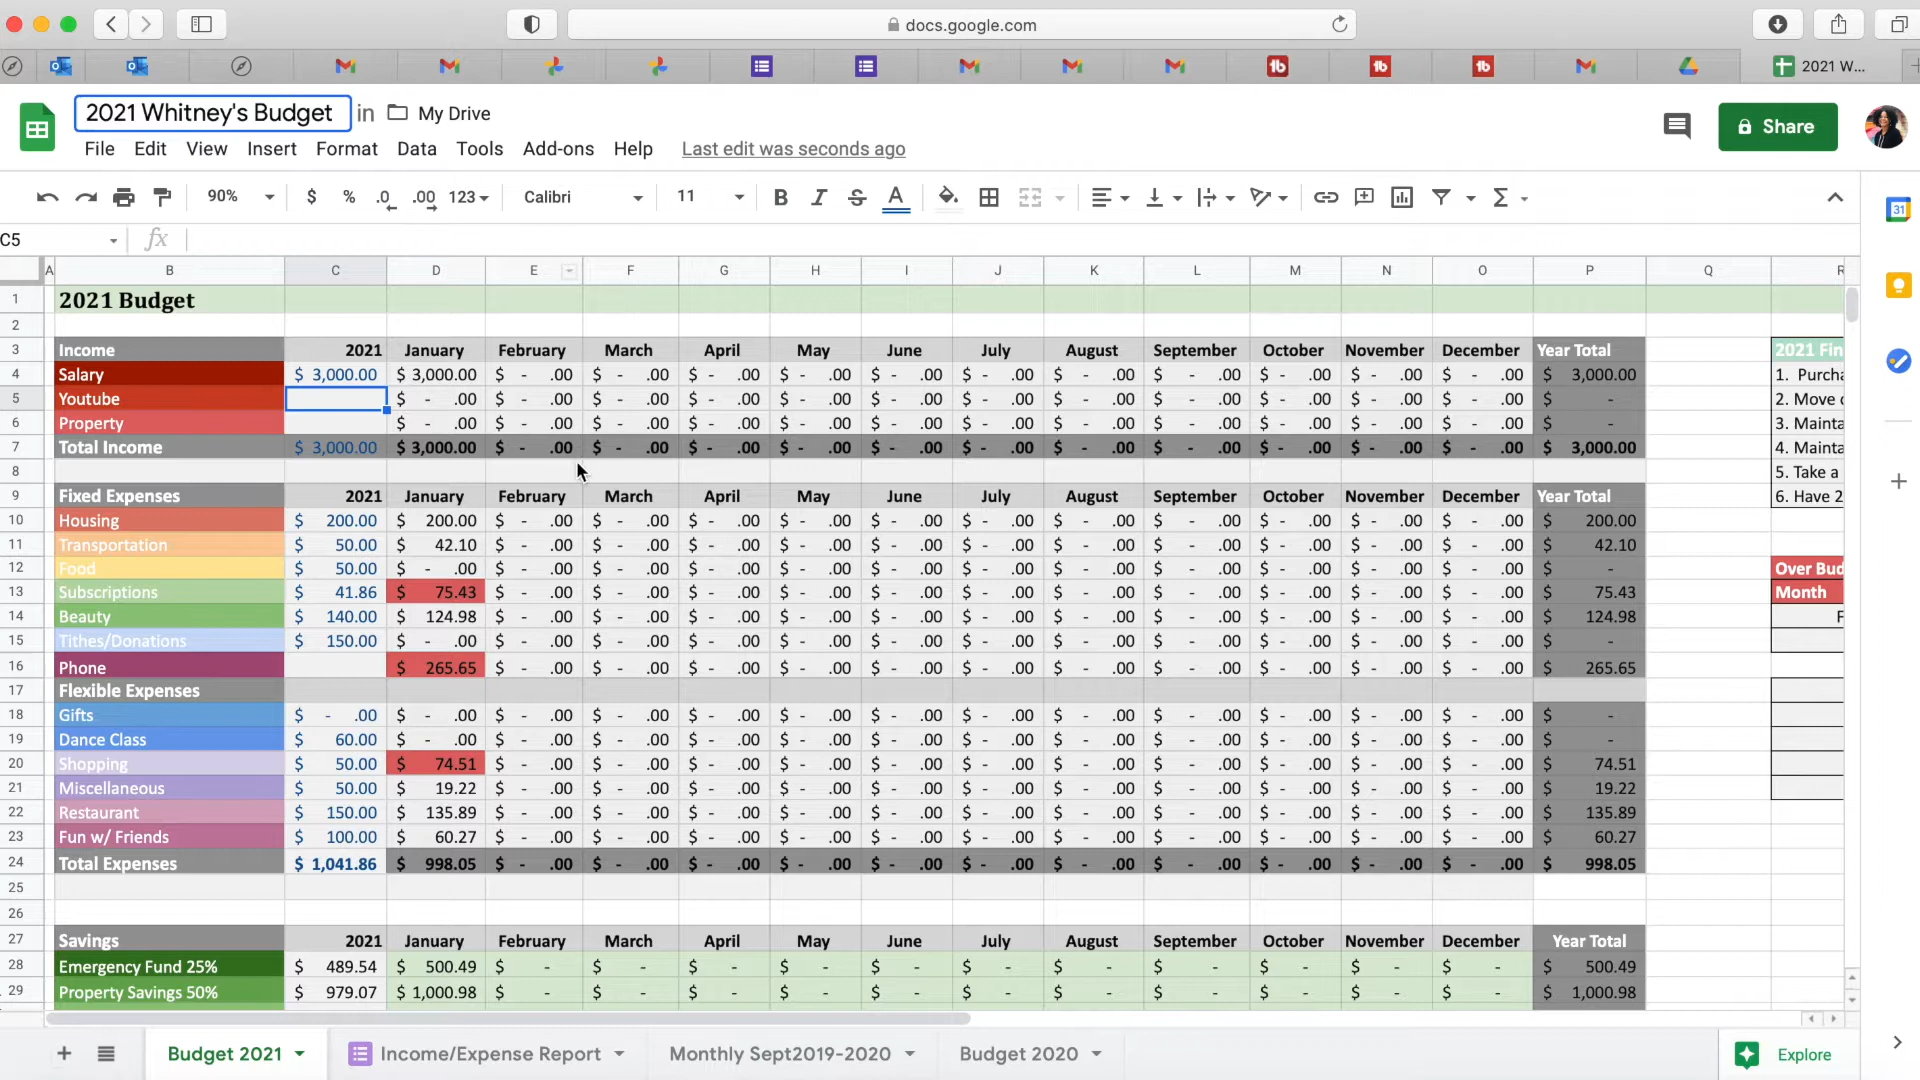 docs.google.com
2021 W...
2021 Whitney's Budget in My Drive
File Edit View Insert Format Data Tools Add-ons Help Last edit was seconds ago
Share
90% $ % .0 .00 123 Calibri 11 B I S A Σ
31
C5 fx
A B C D E F G H I J K L M N O P Q R
1 2021 Budget
2
3 Income 2021 January February March April May June July August September October November December Year Total 2021 Fin
4 Salary $ 3,000.00 $ 3,000.00 $ - .00 $ - .00 $ - .00 $ - .00 $ - .00 $ - .00 $ - .00 $ - .00 $ - .00 $ - .00 $ - .00 $ 3,000.00 1. Purcha
5 Youtube $ - .00 $ - .00 $ - .00 $ - .00 $ - .00 $ - .00 $ - .00 $ - .00 $ - .00 $ - .00 $ - .00 $ - .00 $ - 2. Move
6 Property $ - .00 $ - .00 $ - .00 $ - .00 $ - .00 $ - .00 $ - .00 $ - .00 $ - .00 $ - .00 $ - .00 $ - .00 $ - 3. Mainta
7 Total Income $ 3,000.00 $ 3,000.00 $ - .00 $ - .00 $ - .00 $ - .00 $ - .00 $ - .00 $ - .00 $ - .00 $ - .00 $ - .00 $ - .00 $ 3,000.00 4. Mainta
8 5. Take a
9 Fixed Expenses 2021 January February March April May June July August September October November December Year Total 6. Have 2
10 Housing $ 200.00 $ 200.00 $ - .00 $ - .00 $ - .00 $ - .00 $ - .00 $ - .00 $ - .00 $ - .00 $ - .00 $ - .00 $ - .00 $ 200.00
11 Transportation $ 50.00 $ 42.10 $ - .00 $ - .00 $ - .00 $ - .00 $ - .00 $ - .00 $ - .00 $ - .00 $ - .00 $ - .00 $ - .00 $ 42.10
12 Food $ 50.00 $ - .00 $ - .00 $ - .00 $ - .00 $ - .00 $ - .00 $ - .00 $ - .00 $ - .00 $ - .00 $ - .00 $ - .00 $ - Over Bud
13 Subscriptions $ 41.86 $ 75.43 $ - .00 $ - .00 $ - .00 $ - .00 $ - .00 $ - .00 $ - .00 $ - .00 $ - .00 $ - .00 $ - .00 $ 75.43 Month
14 Beauty $ 140.00 $ 124.98 $ - .00 $ - .00 $ - .00 $ - .00 $ - .00 $ - .00 $ - .00 $ - .00 $ - .00 $ - .00 $ - .00 $ 124.98 F
15 Tithes/Donations $ 150.00 $ - .00 $ - .00 $ - .00 $ - .00 $ - .00 $ - .00 $ - .00 $ - .00 $ - .00 $ - .00 $ - .00 $ - .00 $ -
16 Phone $ 265.65 $ - .00 $ - .00 $ - .00 $ - .00 $ - .00 $ - .00 $ - .00 $ - .00 $ - .00 $ - .00 $ - .00 $ 265.65
17 Flexible Expenses
18 Gifts $ - .00 $ - .00 $ - .00 $ - .00 $ - .00 $ - .00 $ - .00 $ - .00 $ - .00 $ - .00 $ - .00 $ - .00 $ - .00 $ -
19 Dance Class $ 60.00 $ - .00 $ - .00 $ - .00 $ - .00 $ - .00 $ - .00 $ - .00 $ - .00 $ - .00 $ - .00 $ - .00 $ - .00 $ -
20 Shopping $ 50.00 $ 74.51 $ - .00 $ - .00 $ - .00 $ - .00 $ - .00 $ - .00 $ - .00 $ - .00 $ - .00 $ - .00 $ - .00 $ 74.51
21 Miscellaneous $ 50.00 $ 19.22 $ - .00 $ - .00 $ - .00 $ - .00 $ - .00 $ - .00 $ - .00 $ - .00 $ - .00 $ - .00 $ - .00 $ 19.22
22 Restaurant $ 150.00 $ 135.89 $ - .00 $ - .00 $ - .00 $ - .00 $ - .00 $ - .00 $ - .00 $ - .00 $ - .00 $ - .00 $ - .00 $ 135.89
23 Fun w/ Friends $ 100.00 $ 60.27 $ - .00 $ - .00 $ - .00 $ - .00 $ - .00 $ - .00 $ - .00 $ - .00 $ - .00 $ - .00 $ - .00 $ 60.27
24 Total Expenses $ 1,041.86 $ 998.05 $ - .00 $ - .00 $ - .00 $ - .00 $ - .00 $ - .00 $ - .00 $ - .00 $ - .00 $ - .00 $ - .00 $ 998.05
25
26
27 Savings 2021 January February March April May June July August September October November December Year Total
28 Emergency Fund 25% $ 489.54 $ 500.49 $ - $ - $ - $ - $ - $ - $ - $ - $ - $ - $ - $ 500.49
29 Property Savings 50% $ 979.07 $ 1,000.98 $ - $ - $ - $ - $ - $ - $ - $ - $ - $ - $ - $ 1,000.98
Budget 2021 Income/Expense Report Monthly Sept2019-2020 Budget 2020 Explore